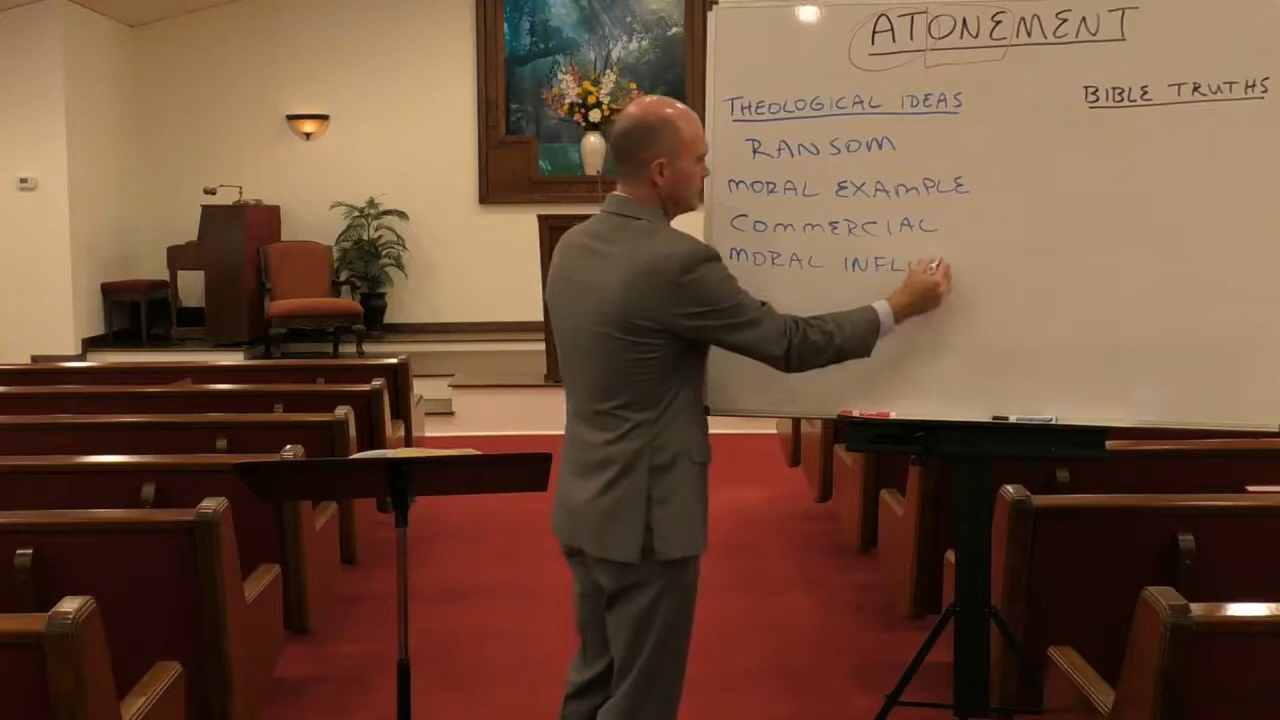 ATONEMENT
THEOLOGICAL IDEAS
BIBLE TRUTHS
RANSOM
MORAL EXAMPLE
COMMERCIAL
MORAL